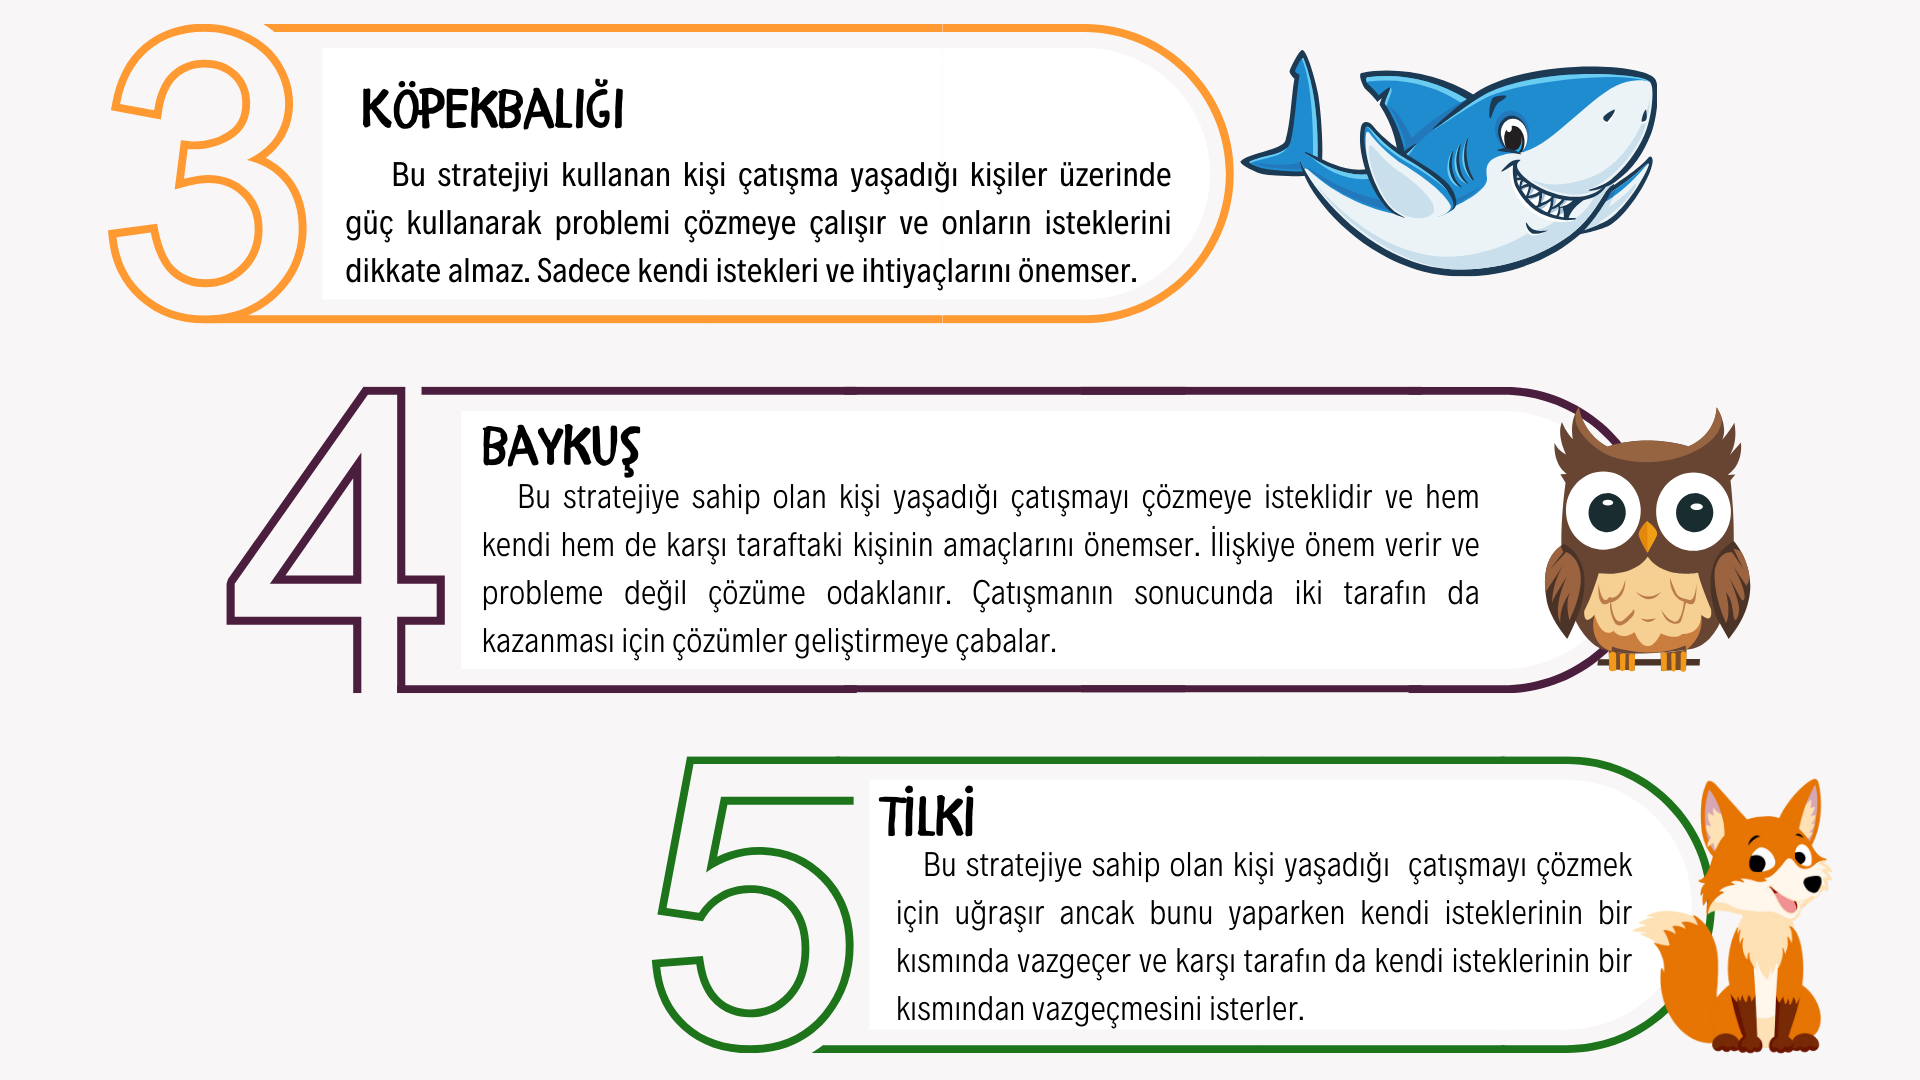 3
KÖPEKBALIĞI
Bu stratejiyi kullanan kişi çatışma yaşadığı kişiler üzerinde
güç kullanarak problemi çözmeye çalışır ve onların isteklerini
dikkate almaz. Sadece kendi istekleri ve ihtiyaçlarını önemser.
4
BAYKUŞ
Bu stratejiye sahip olan kişi yaşadığı çatışmayı çözmeye isteklidir ve hem
kendi hem de karşı taraftaki kişinin amaçlarını önemser. İlişkiye önem verir ve
probleme değil çözüme odaklanır. Çatışmanın sonucunda iki tarafın da
kazanması için çözümler geliştirmeye çabalar.
5
TİLKİ
Bu stratejiye sahip olan kişi yaşadığı çatışmayı çözmek
için uğraşır ancak bunu yaparken kendi isteklerinin bir
kısmında vazgeçer ve karşı tarafın da kendi isteklerinin bir
kısmından vazgeçmesini isterler.